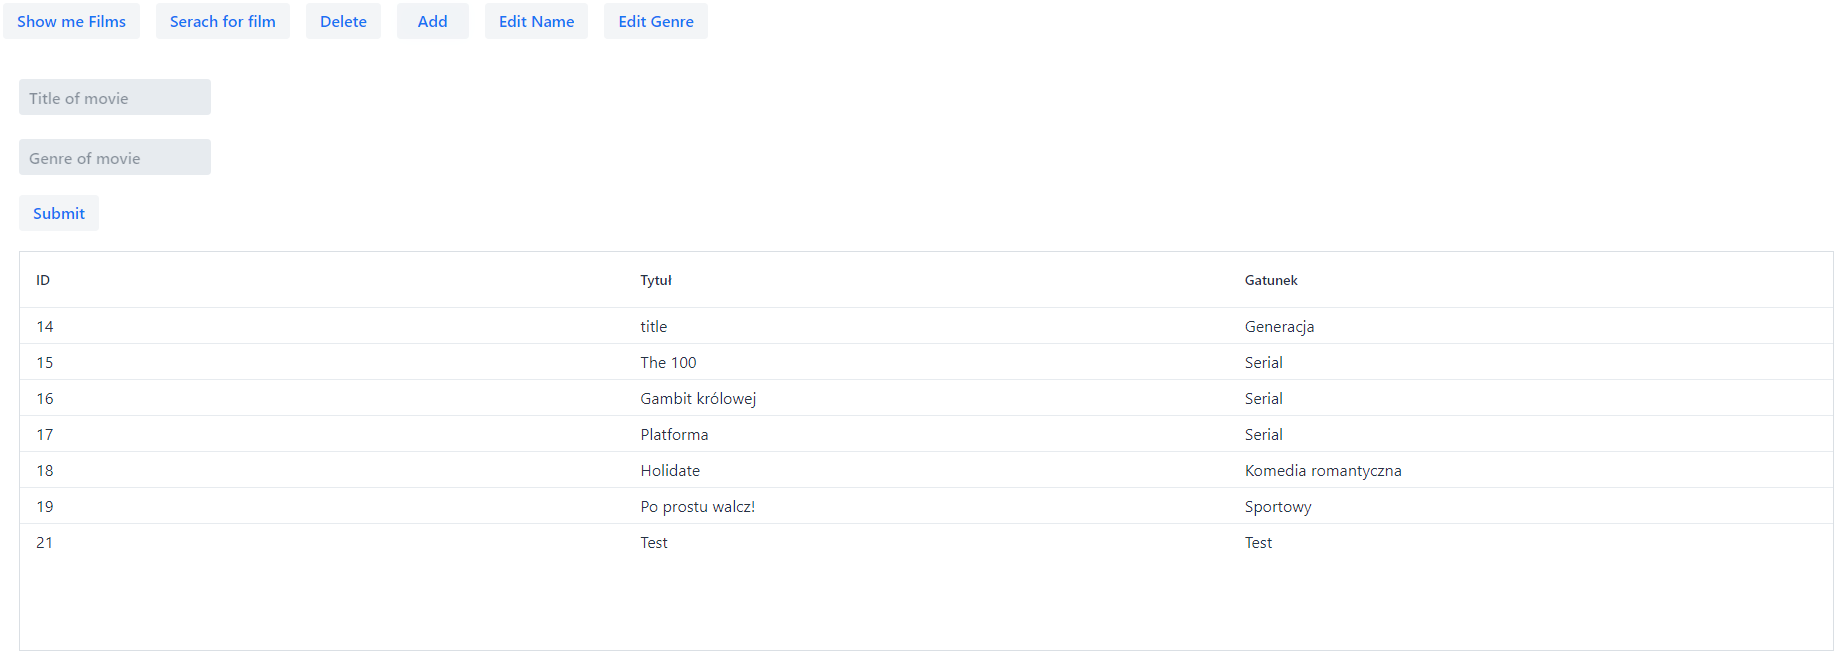 Show me Films Serach for film Delete Add Edit Name Edit Genre
Title of movie
Genre of movie
Submit
ID Tytuł Gatunek
14 title Generacja
15 The 100 Serial
16 Gambit królowej Serial
17 Platforma Serial
18 Holidate Komedia romantyczna
19 Po prostu walcz! Sportowy
21 Test Test